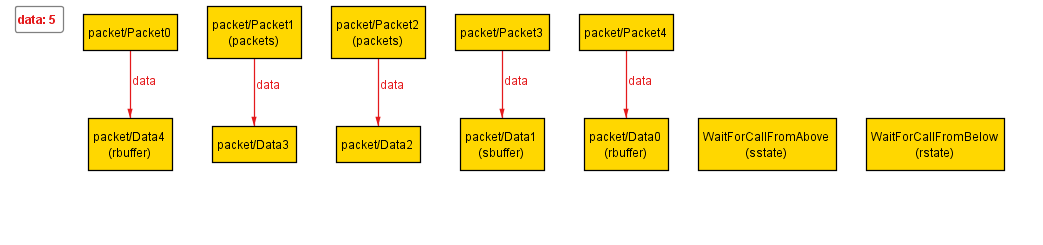 data: 5
packet/Packet0
packet/Packet1
(packets)
packet/Packet2
(packets)
packet/Packet3
packet/Packet4
data
data
data
data
data
packet/Data4
(rbuffer)
packet/Data3
packet/Data2
packet/Data1
(sbuffer)
packet/Data0
(rbuffer)
WaitForCallFromAbove
(sstate)
WaitForCallFromBelow
(rstate)